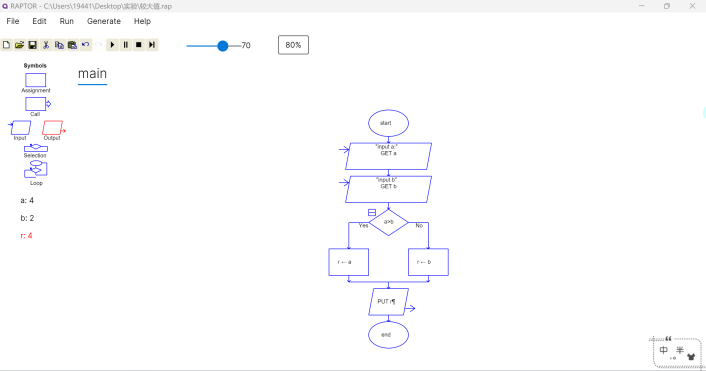 RAPTOR - C:\Users\19441\Desktop\实验\较大值.rap
File Edit Run Generate Help
70
80%
Symbols
main
Assignment
Call
Input Output
Selection
Loop
a: 4
b: 2
r: 4
start
"input a:"
GET a
"input b"
GET b
a>b
Yes No
r ← a r ← b
PUT r¶
end
中 半